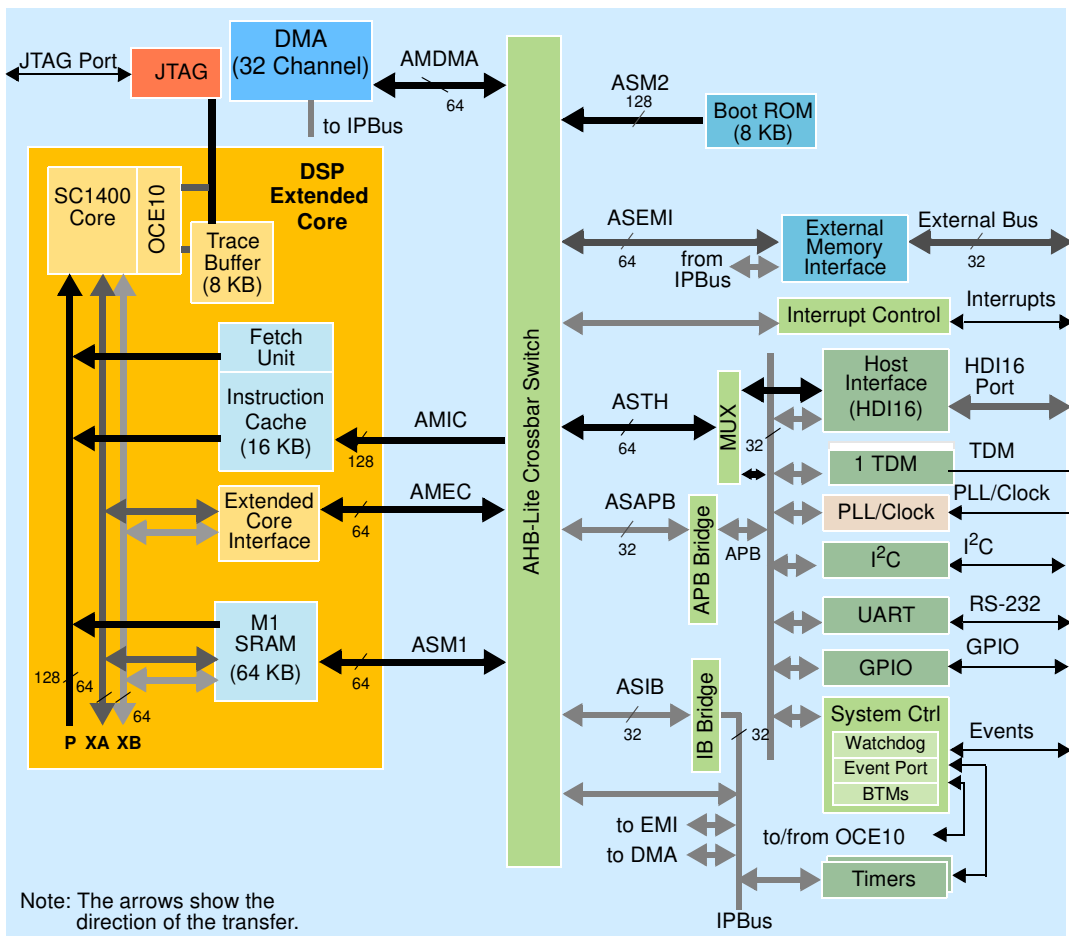 JTAG Port
JTAG
DMA
(32 Channel)
to IPBus
AMDMA
64
DSP
Extended
Core
SC1400
Core
OCE10
Trace
Buffer
(8 KB)
Fetch
Unit
Instruction
Cache
(16 KB)
AMIC
128
Extended
Core
Interface
AMEC
64
M1
SRAM
(64 KB)
ASM1
64
128
64
64
P XA XB
AHB-Lite Crossbar Switch
ASM2
128
Boot ROM
(8 KB)
ASEMI
64
from
IPBus
External
Memory
Interface
External Bus
32
Interrupt Control
Interrupts
ASTH
64
MUX
32
Host
Interface
(HDI16)
HDI16
Port
1 TDM
TDM
ASAPB
32
APB Bridge
APB
PLL/Clock
PLL/Clock
I2C
I2C
UART
RS-232
GPIO
GPIO
ASIB
32
IB Bridge
32
System Ctrl
Watchdog
Event Port
BTMs
Events
to EMI
to DMA
to/from OCE10
Timers
IPBus
Note: The arrows show the
direction of the transfer.